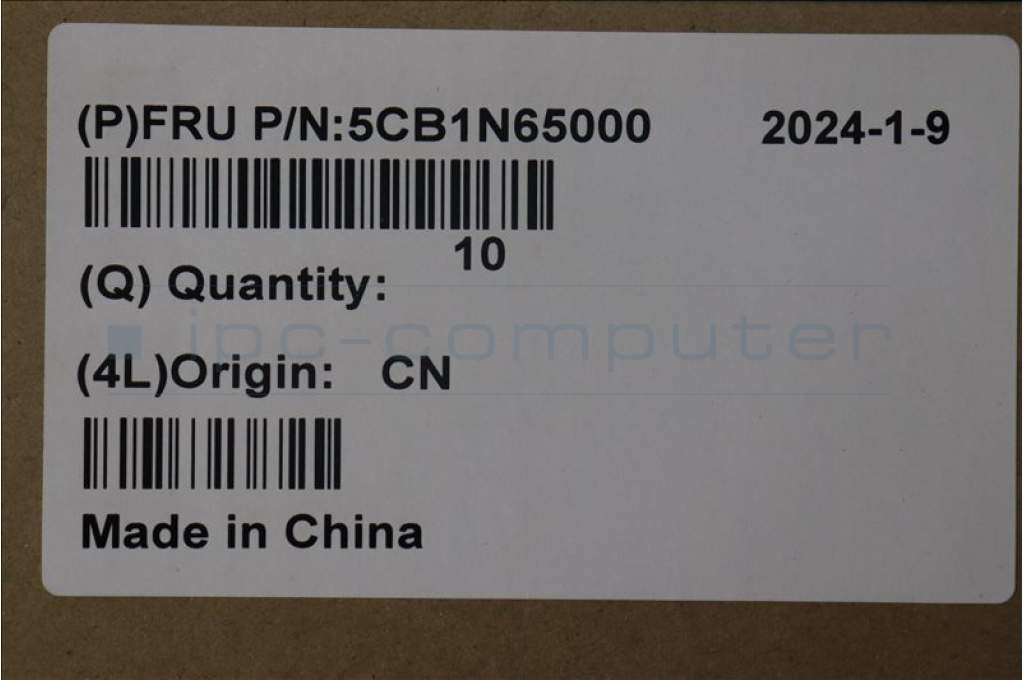 (P)FRU P/N:5CB1N65000 2024-1-9
10
(Q) Quantity:
ipc-computer
(4L)Origin: CN
Made in China